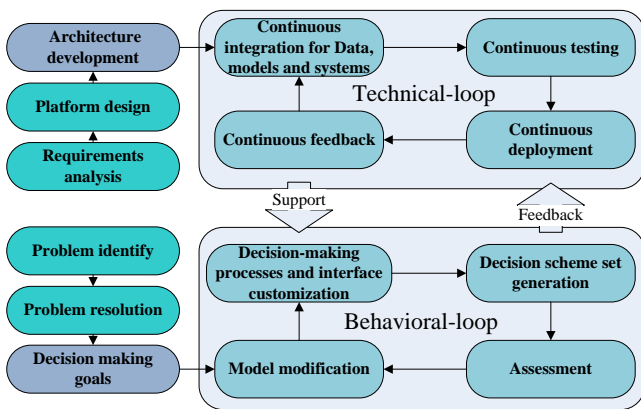 Architecture
development
Platform design
Requirements
analysis
Continuous
integration for Data,
models and systems
Continuous testing
Technical-loop
Continuous feedback
Continuous
deployment
Support
Feedback
Problem identify
Problem resolution
Decision making
goals
Decision-making
processes and interface
customization
Decision scheme set
generation
Behavioral-loop
Model modification
Assessment